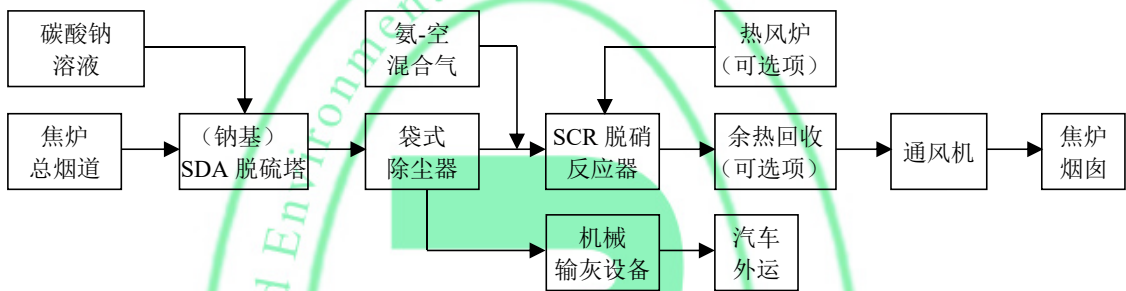 碳酸钠
溶液
氨-空
混合气
热风炉
（可选项）
焦炉
总烟道
（钠基）
SDA 脱硫塔
袋式
除尘器
SCR 脱硝
反应器
余热回收
（可选项）
通风机
焦炉
烟囱
机械
输灰设备
汽车
外运
d Environmen